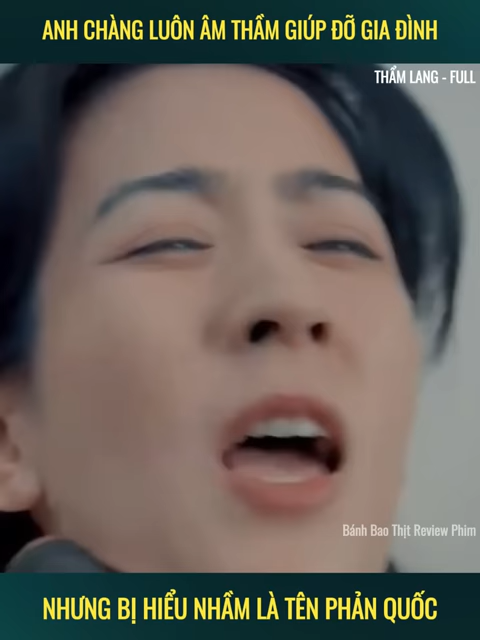 ANH CHÀNG LUÔN ÂM THẦM GIÚP ĐỠ GIA ĐÌNH
THẨM LANG - FULL
Bánh Bao Thịt Review Phim
NHƯNG BỊ HIỂU NHẦM LÀ TÊN PHẢN QUỐC